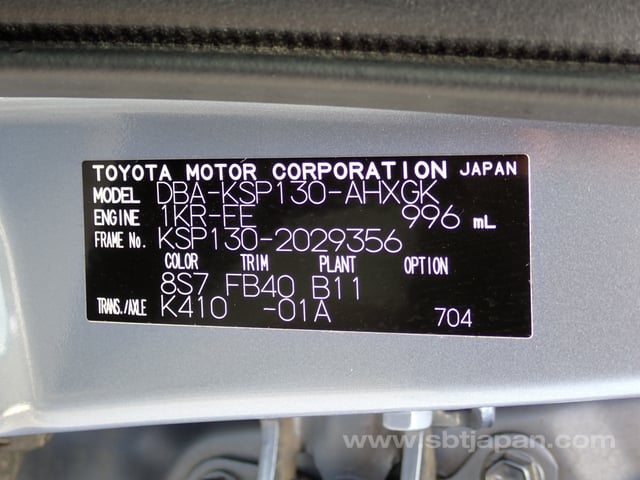 TOYOTA MOTOR CORPORATION JAPAN
MODEL DBA-KSP130-AHXGK
ENGINE 1KR-EE 996 mL
FRAME No. KSP130-2029356
COLOR TRIM PLANT OPTION
8S7 FB40 B11
TRANS./AXLE K410 -01A 704
www.sbtjapan.com